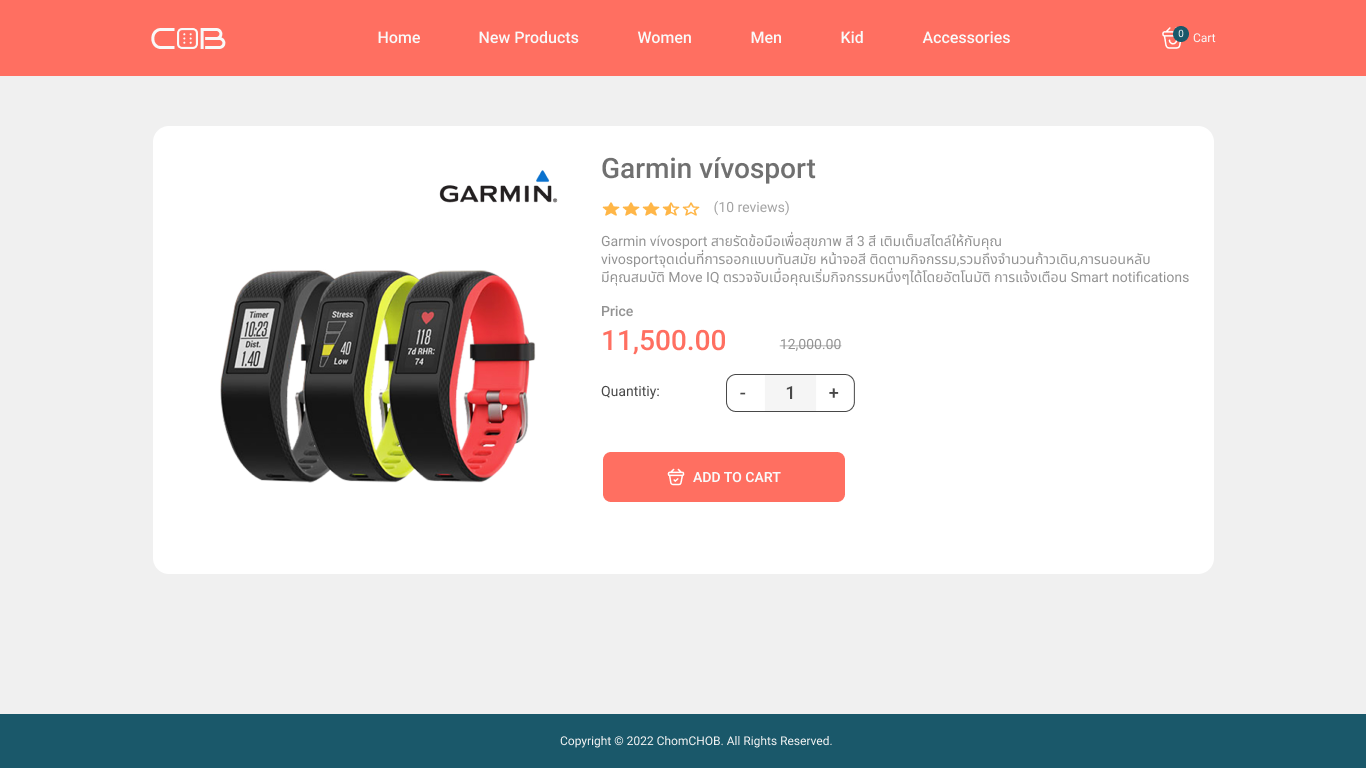 COB
Home
New Products
Women
Men
Kid
Accessories
0
Cart
GARMIN®
Timer
10:23
Dist.
1.40
Stress
40
Low
118
7d RHR:
74
Garmin vívosport
(10 reviews)
Garmin vívosport สายรัดข้อมือเพื่อสุขภาพ สี 3 สี เติมเต็มสไตล์ให้กับคุณ
vivosportจุดเด่นที่การออกแบบทันสมัย หน้าจอสี ติดตามกิจกรรม,รวมถึงจำนวนก้าวเดิน,การนอนหลับ
มีคุณสมบัติ Move IQ ตรวจจับเมื่อคุณเริ่มกิจกรรมหนึ่งๆได้โดยอัตโนมัติ การแจ้งเตือน Smart notifications
Price
11,500.00
12,000.00
Quantitiy:
- 1 +
ADD TO CART
Copyright © 2022 ChomCHOB. All Rights Reserved.